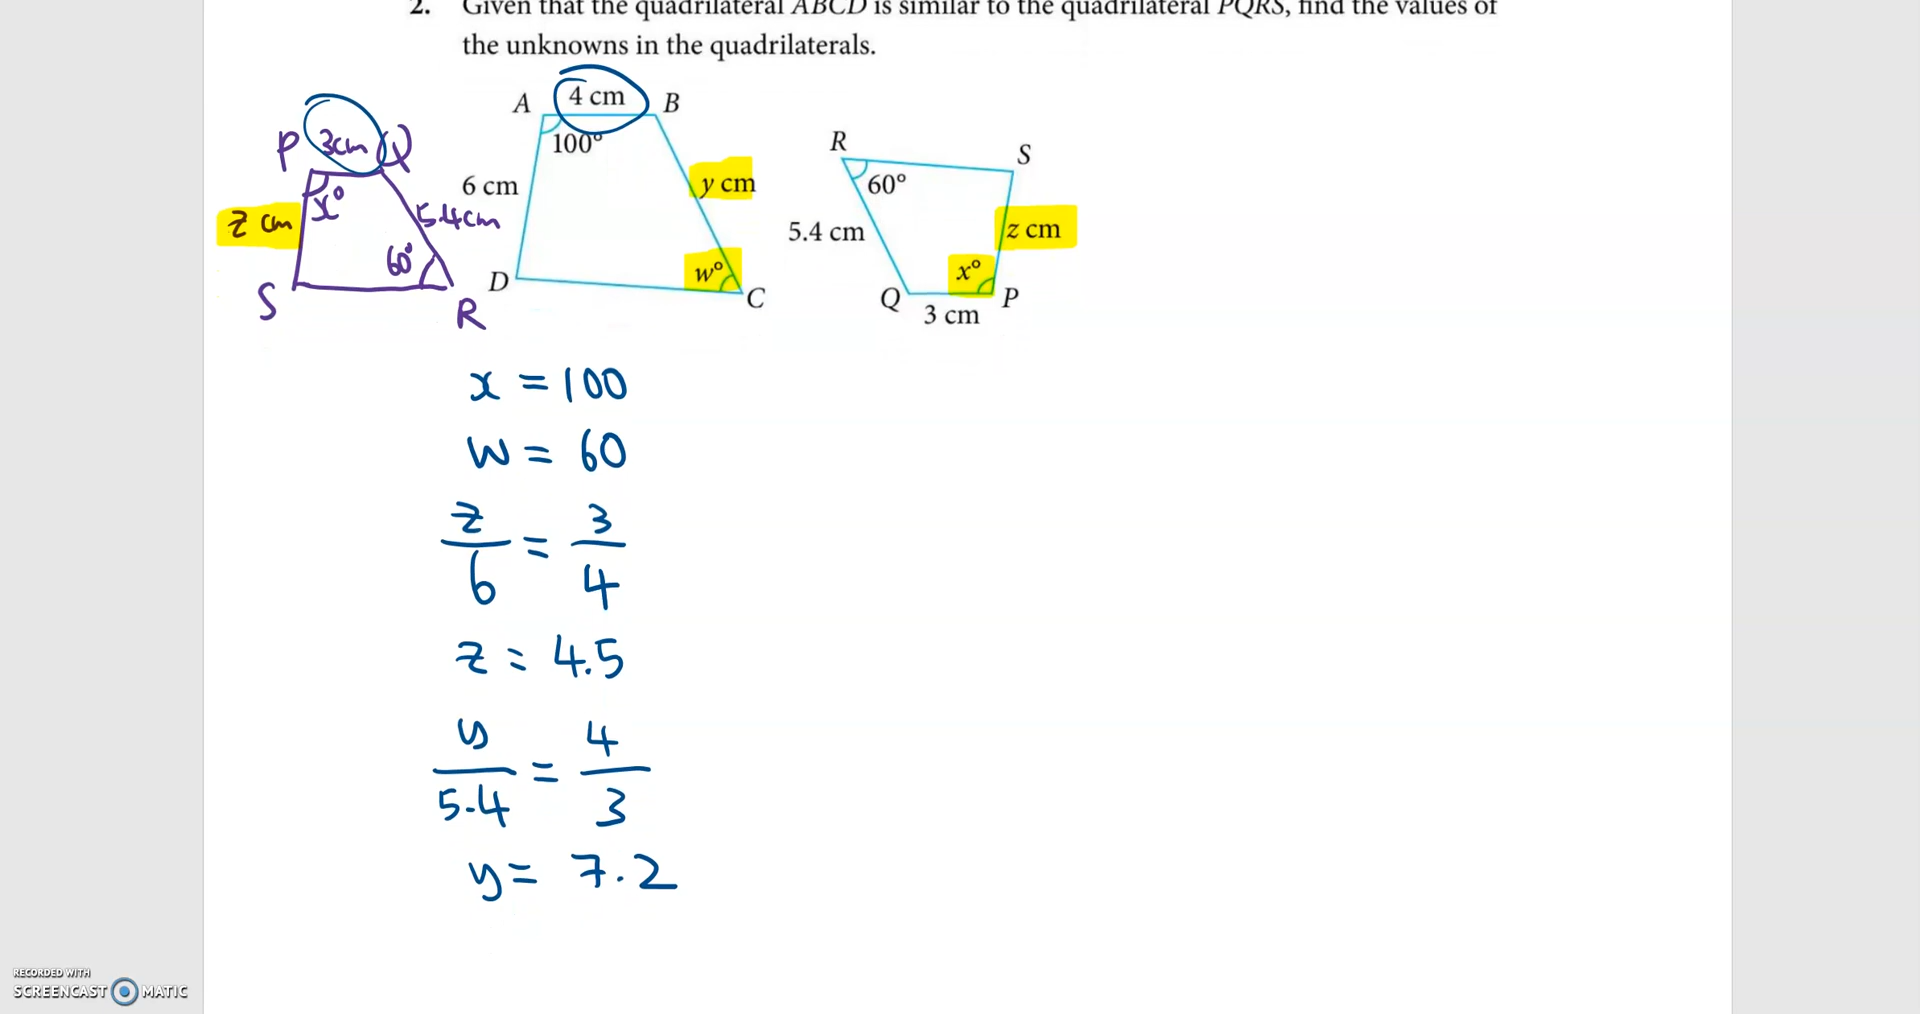 2. Given that the quadrilateral ABCD is similar to the quadrilateral PQRS, find the values of
the unknowns in the quadrilaterals.
A 4 cm B
100°
6 cm
y cm
D
w°
C
R
S
60°
5.4 cm
z cm
x°
Q
P
3 cm
P 3cm Q
z cm
x°
5.4cm
60°
S
R
x = 100
w = 60
z/6 = 3/4
z = 4.5
y/5.4 = 4/3
y = 7.2
RECORDED WITH
SCREENCAST MATIC